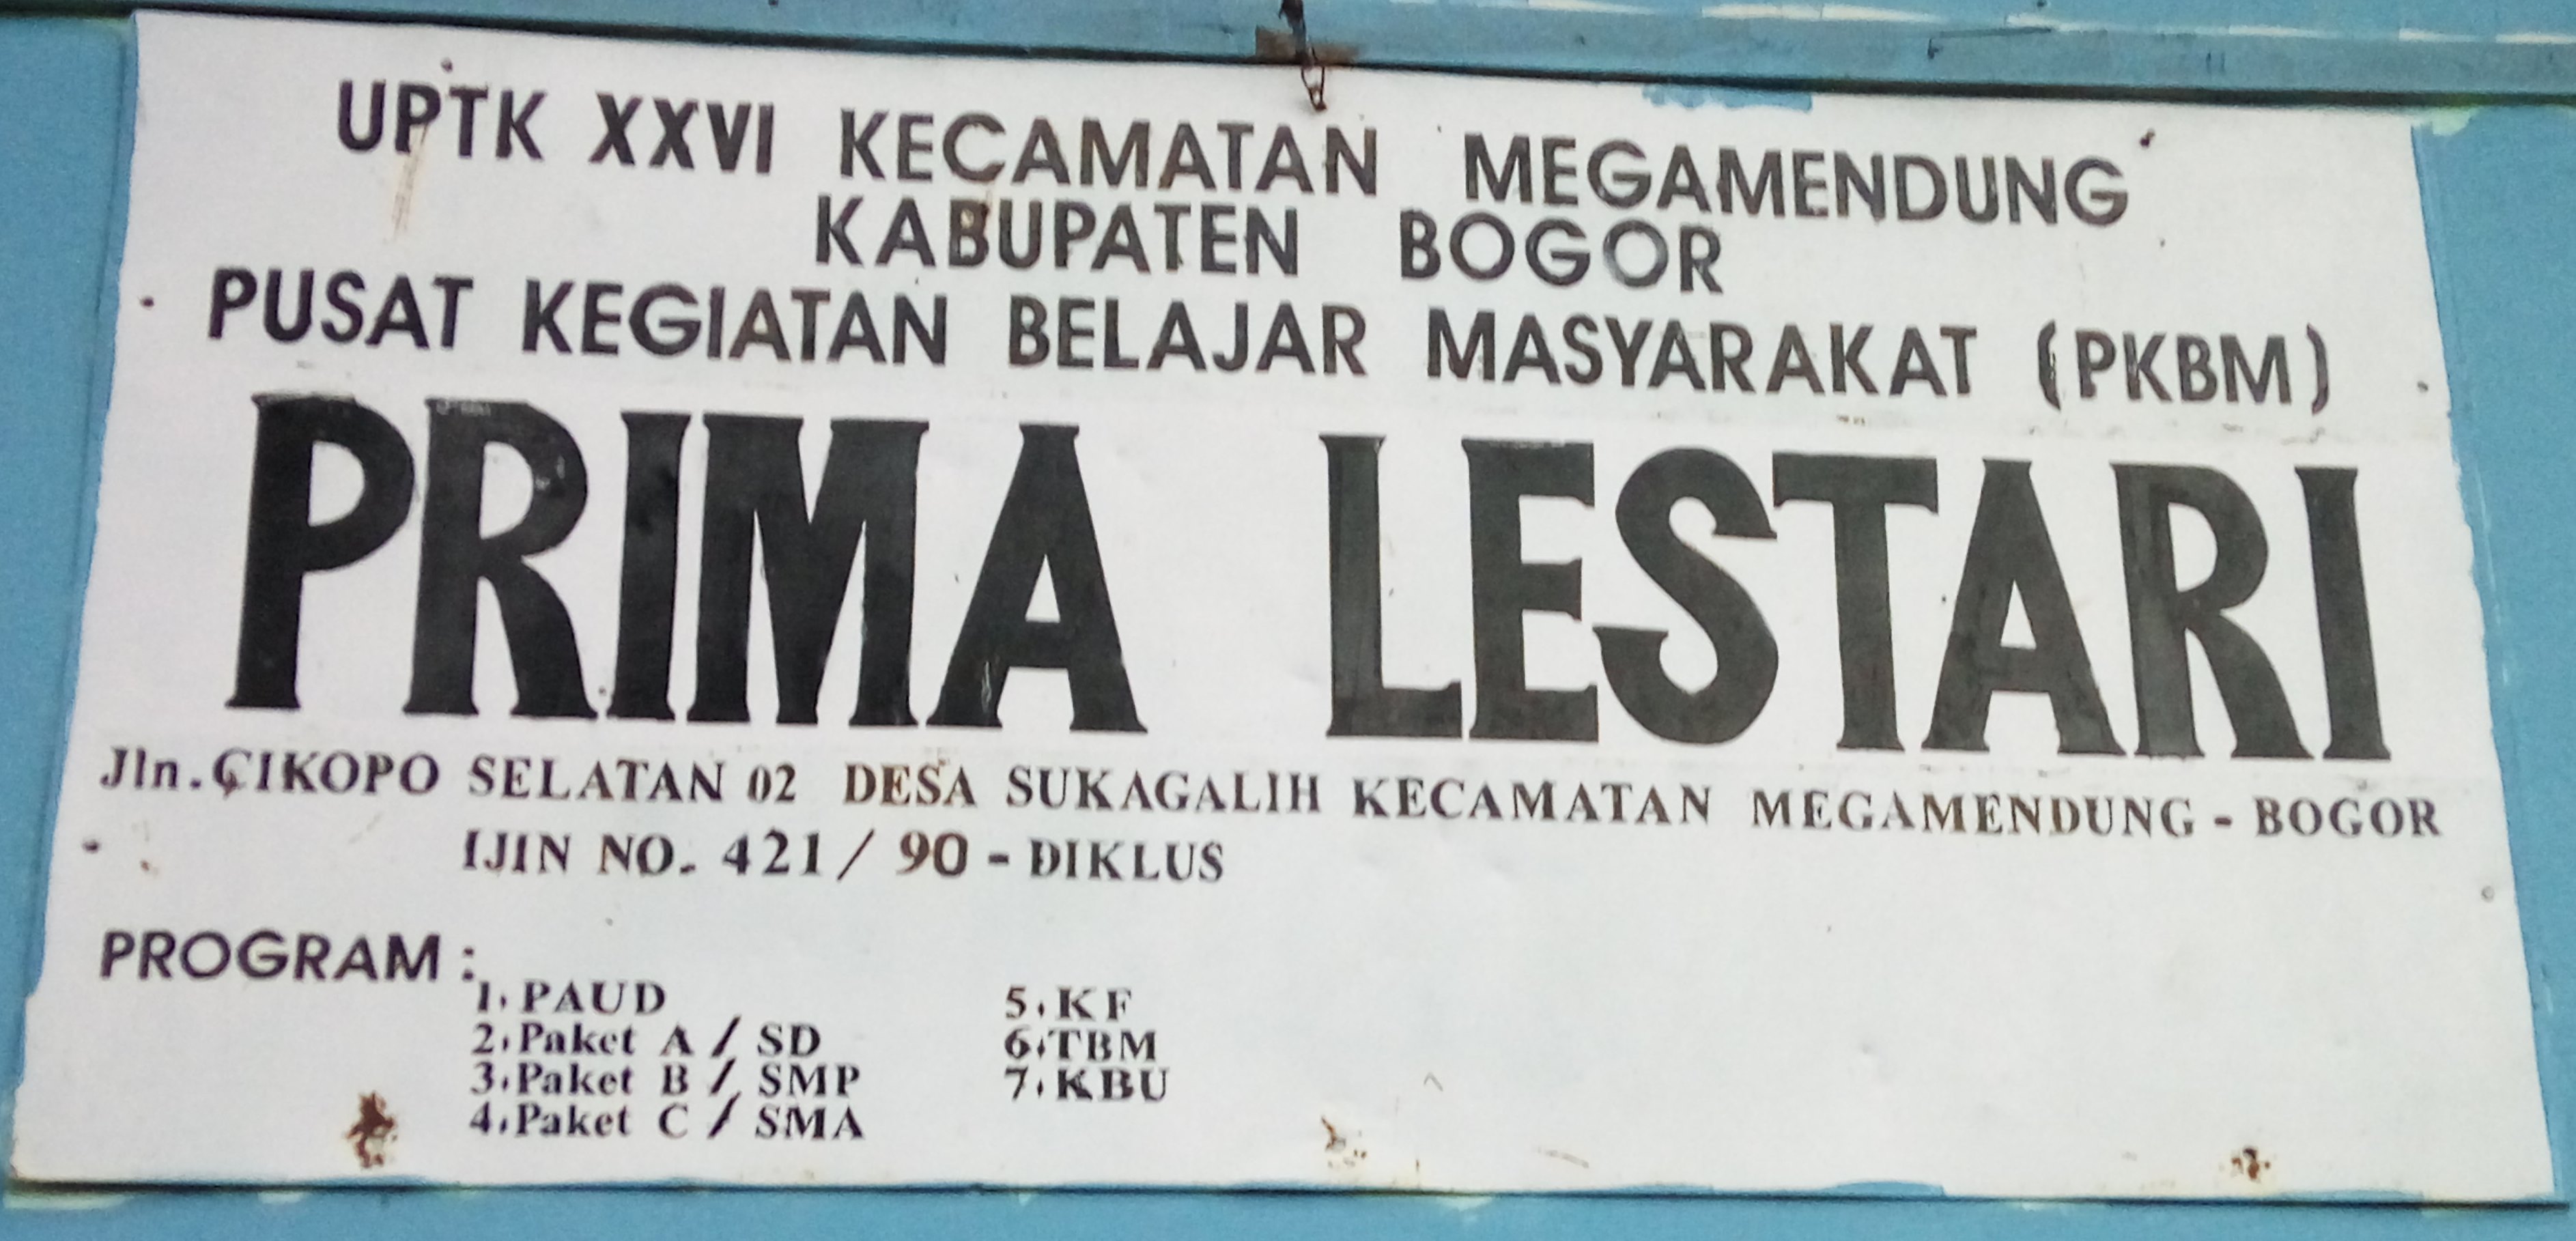 UPTK XXVI KECAMATAN MEGAMENDUNG
KABUPATEN BOGOR
PUSAT KEGIATAN BELAJAR MASYARAKAT (PKBM)
PRIMA LESTARI
Jln. CIKOPO SELATAN 02 DESA SUKAGALIH KECAMATAN MEGAMENDUNG - BOGOR
IJIN NO. 421 / 90 - DIKLUS
PROGRAM :
1. PAUD
2. Paket A / SD
3. Paket B / SMP
4. Paket C / SMA
5. KF
6. TBM
7. KBU